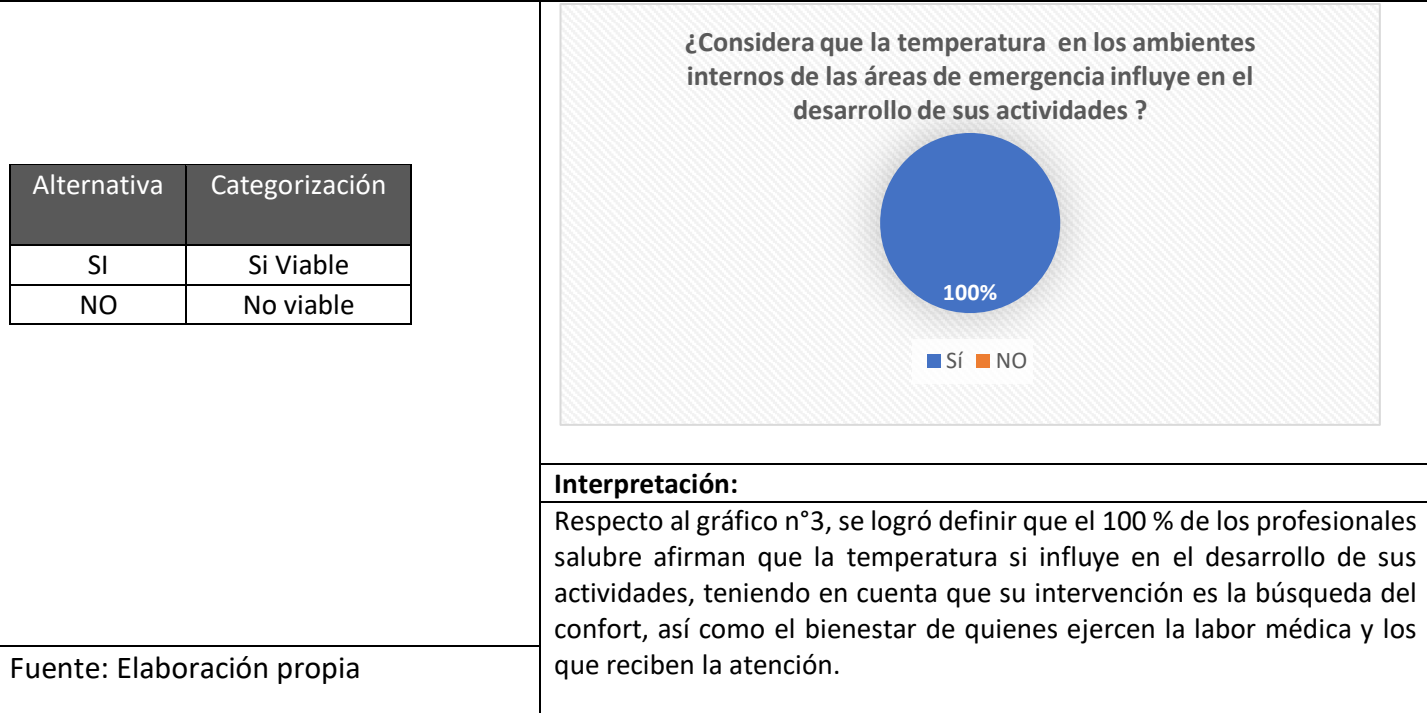 Alternativa Categorización
SI Si Viable
NO No viable
Fuente: Elaboración propia
¿Considera que la temperatura en los ambientes
internos de las áreas de emergencia influye en el
desarrollo de sus actividades ?
100%
Sí NO
Interpretación:
Respecto al gráfico n°3, se logró definir que el 100 % de los profesionales
salubre afirman que la temperatura si influye en el desarrollo de sus
actividades, teniendo en cuenta que su intervención es la búsqueda del
confort, así como el bienestar de quienes ejercen la labor médica y los
que reciben la atención.